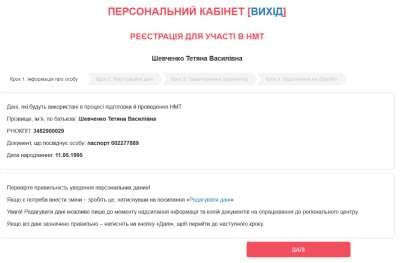 ПЕРСОНАЛЬНИЙ КАБІНЕТ [ВИХІД]
РЕЄСТРАЦІЯ ДЛЯ УЧАСТІ В НМТ
Шевченко Тетяна Василівна
Крок 1. Інформація про особу
Дані, які будуть використані в процесі підготовки й проведення НМТ
Прізвище, ім'я, по батькові: Шевченко Тетяна Василівна
РНОКПП: 3462900029
Документ, що посвідчує особу: паспорт 002277889
Дата народження: 11.05.1995
Перевірте правильність уведення персональних даних!
Якщо є потреба внести зміни – зробіть це, натиснувши на посилання «Редагувати дані»
Увага! Редагувати дані можливо лише до моменту надсилання інформації та копій документів на опрацювання до регіонального центру.
Якщо всі дані зазначено правильно – натисніть на кнопку «Далі», щоб перейти до наступного кроку.
ДАЛІ